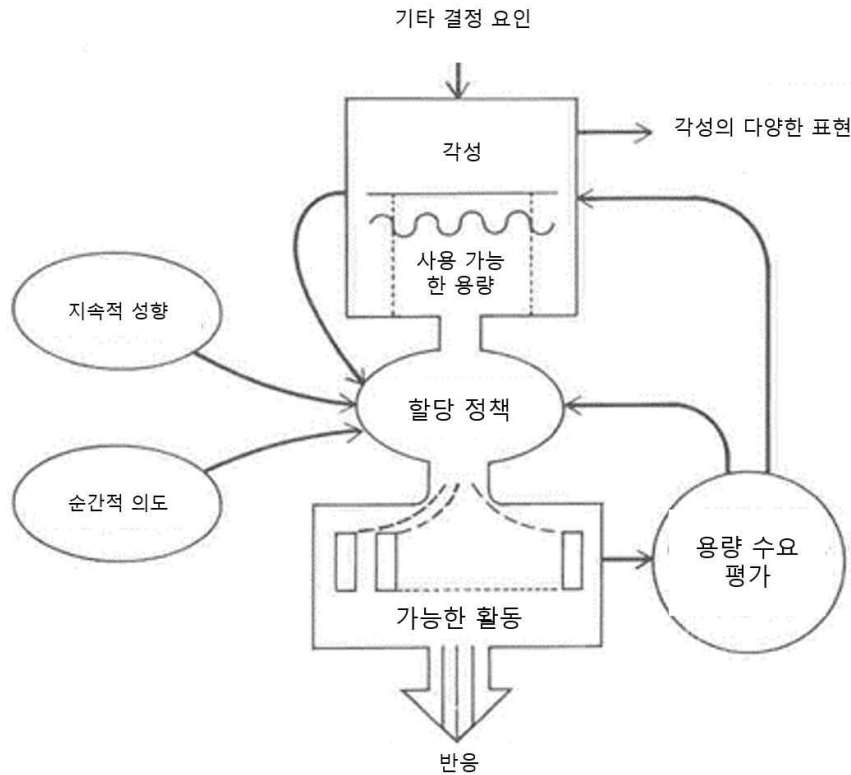 기타 결정 요인
각성의 다양한 표현
각성
사용 가능
한 용량
지속적 성향
할당 정책
순간적 의도
용량 수요
평가
가능한 활동
반응